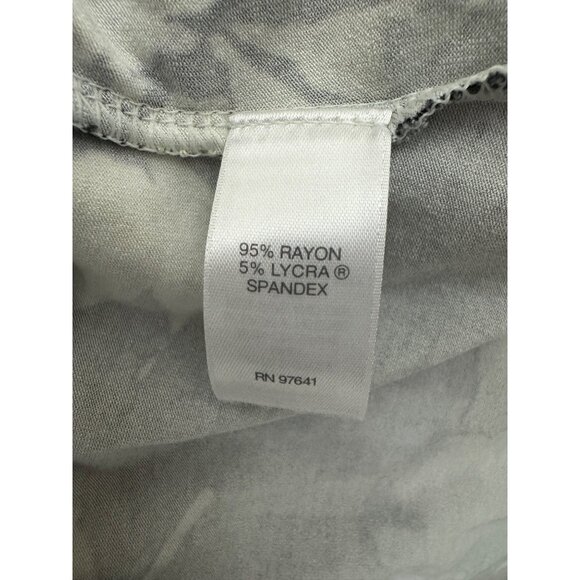 95% RAYON
5% LYCRA ®
SPANDEX
RN 97641